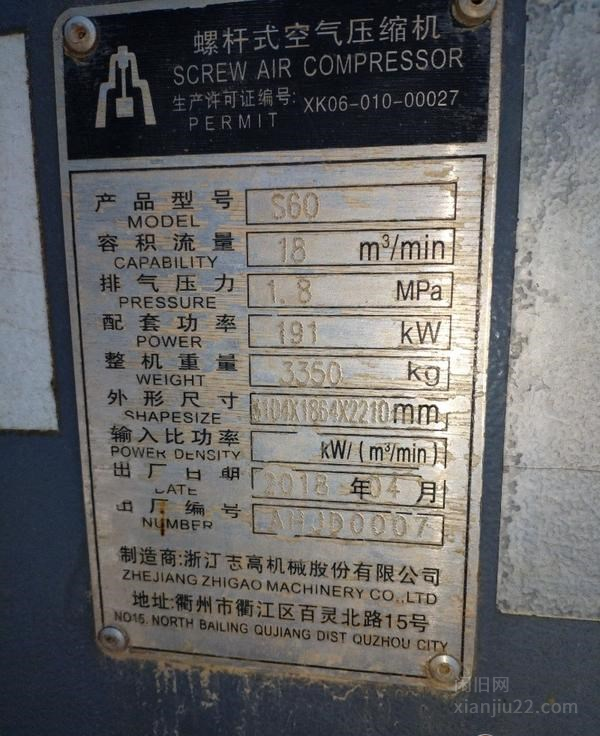 螺杆式空气压缩机
SCREW AIR COMPRESSOR
生产许可证编号: XK06-010-00027
PERMIT
产品型号 S60
MODEL
容积流量 18 m³/min
CAPABILITY
排气压力 1.8 MPa
PRESSURE
配套功率 191 kW
POWER
整机重量 3350 kg
WEIGHT
外形尺寸 3104X1864X2210mm
SHAPESIZE
输入比功率 kW/(m³/min)
POWER DENSITY
出厂日期 2018 年 04 月
DATE
出厂编号 AHJD0007
NUMBER
制造商:浙江志高机械股份有限公司
ZHEJIANG ZHIGAO MACHINERY CO.,LTD
地址:衢州市衢江区百灵北路15号
NO15. NORTH BAILING QUJIANG DIST QUZHOU CITY
闲旧网
xianjiu22.com